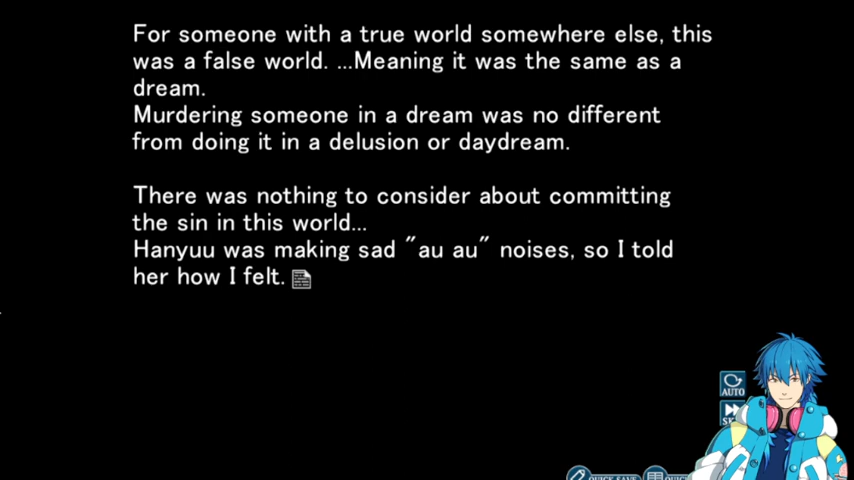 For someone with a true world somewhere else, this
was a false world. ...Meaning it was the same as a
dream.
Murdering someone in a dream was no different
from doing it in a delusion or daydream.
There was nothing to consider about committing
the sin in this world...
Hanyuu was making sad "au au" noises, so I told
her how I felt.
AUTO
QUICK SAVE